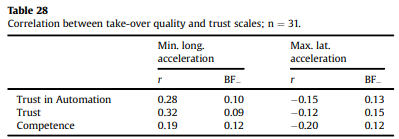 Table 28
Correlation between take-over quality and trust scales; n = 31.
Min. long. acceleration Max. lat. acceleration
r BF₋ r BF₋
Trust in Automation 0.28 0.10 −0.15 0.13
Trust 0.32 0.09 −0.12 0.15
Competence 0.19 0.12 −0.20 0.12